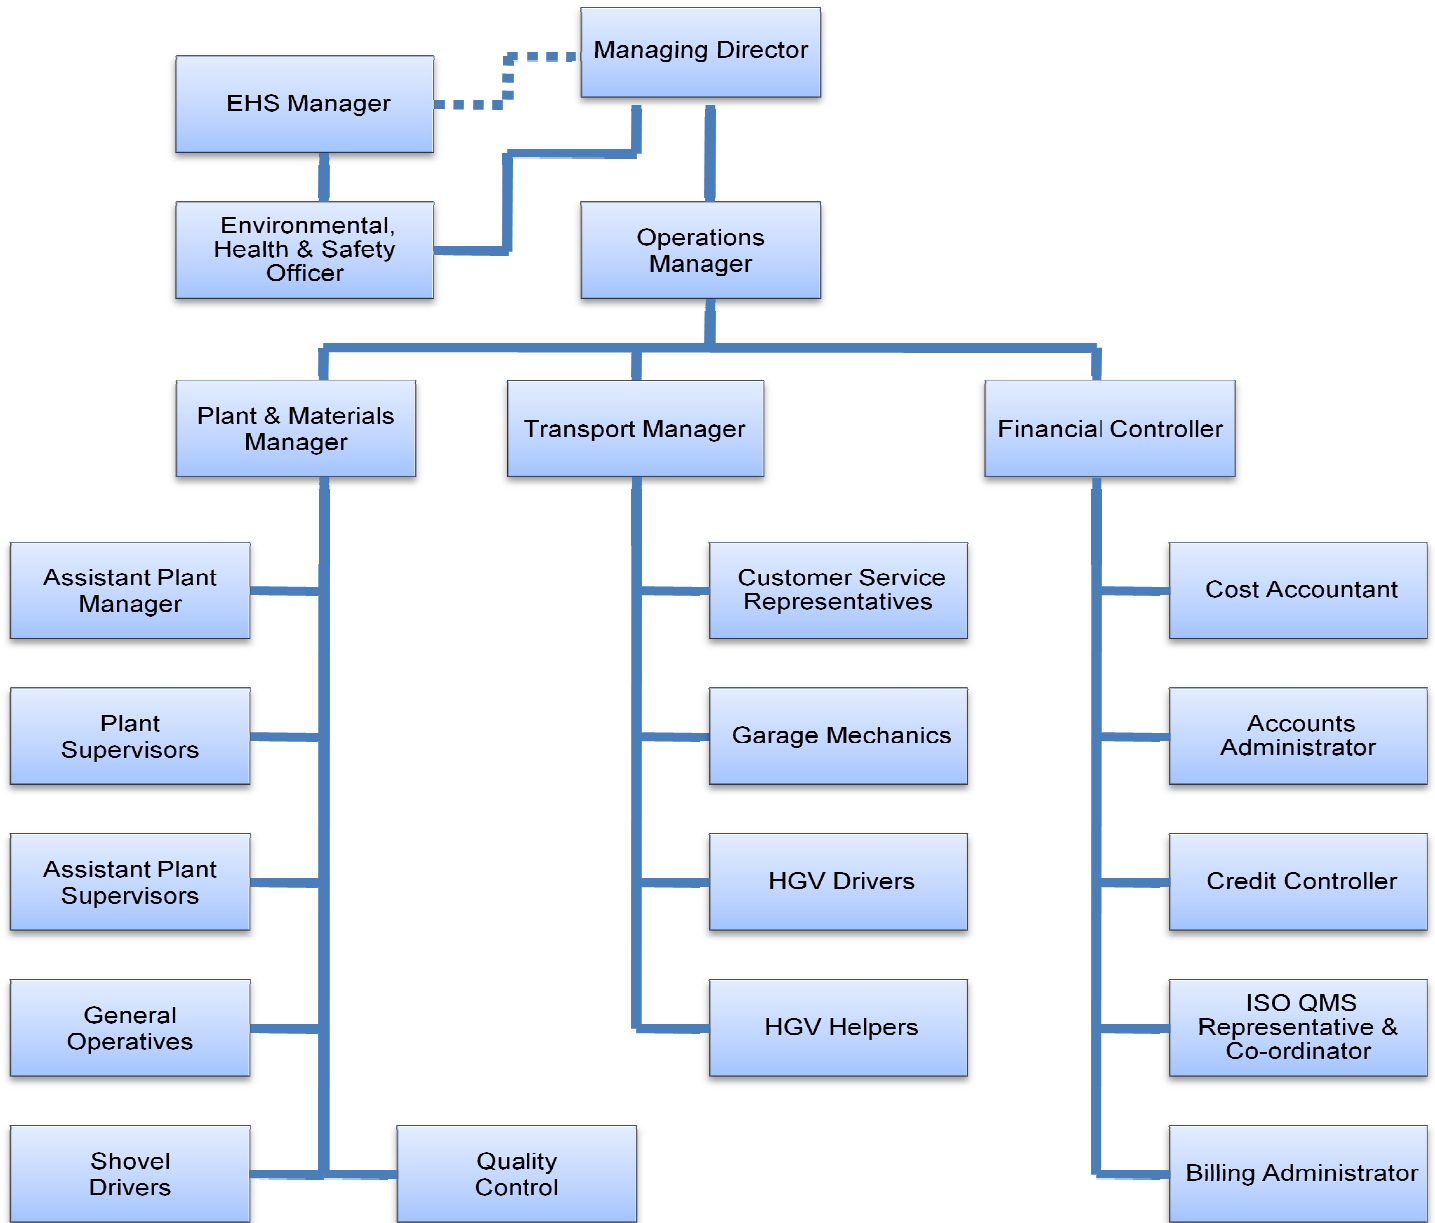 Managing Director
EHS Manager
Environmental,
Health & Safety
Officer
Operations
Manager
Plant & Materials
Manager
Transport Manager
Financial Controller
Assistant Plant
Manager
Customer Service
Representatives
Cost Accountant
Plant
Supervisors
Garage Mechanics
Accounts
Administrator
Assistant Plant
Supervisors
HGV Drivers
Credit Controller
General
Operatives
HGV Helpers
ISO QMS
Representative &
Co-ordinator
Shovel
Drivers
Quality
Control
Billing Administrator